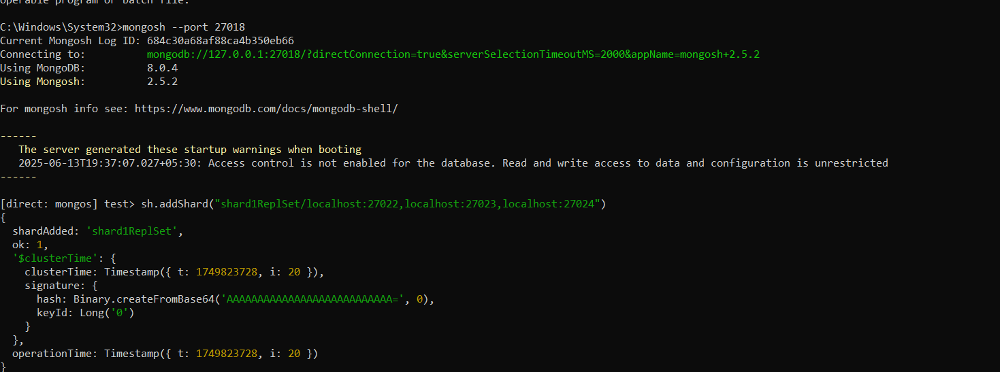 operable program or batch file.
C:\Windows\System32>mongosh --port 27018
Current Mongosh Log ID: 684c30a68af88ca4b350eb66
Connecting to:          mongodb://127.0.0.1:27018/?directConnection=true&serverSelectionTimeoutMS=2000&appName=mongosh+2.5.2
Using MongoDB:          8.0.4
Using Mongosh:          2.5.2
For mongosh info see: https://www.mongodb.com/docs/mongodb-shell/
------
   The server generated these startup warnings when booting
   2025-06-13T19:37:07.027+05:30: Access control is not enabled for the database. Read and write access to data and configuration is unrestricted
------
[direct: mongos] test> sh.addShard("shard1ReplSet/localhost:27022,localhost:27023,localhost:27024")
{
  shardAdded: 'shard1ReplSet',
  ok: 1,
  '$clusterTime': {
    clusterTime: Timestamp({ t: 1749823728, i: 20 }),
    signature: {
      hash: Binary.createFromBase64('AAAAAAAAAAAAAAAAAAAAAAAAAAA=', 0),
      keyId: Long('0')
    }
  },
  operationTime: Timestamp({ t: 1749823728, i: 20 })
}